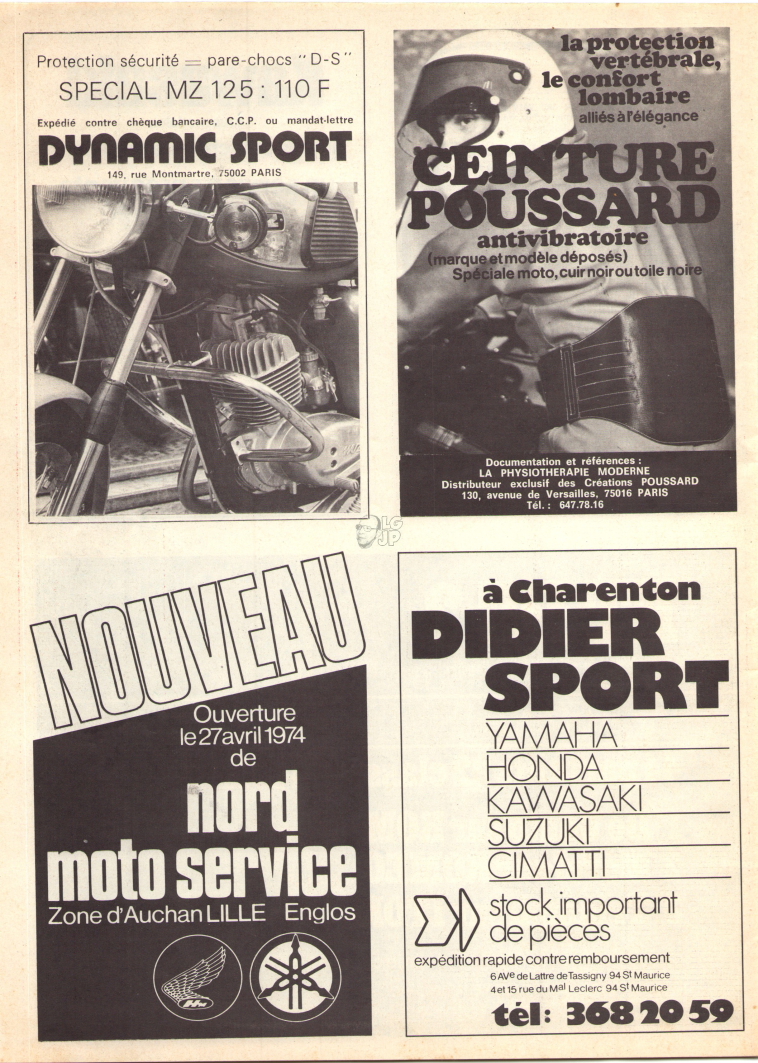 Protection sécurité = pare-chocs "D-S"
SPECIAL MZ 125 : 110 F
Expédié contre chèque bancaire, C.C.P. ou mandat-lettre
DYNAMIC SPORT
149, rue Montmartre, 75002 PARIS
la protection
vertébrale,
le confort
lombaire
alliés à l'élégance
CEINTURE
POUSSARD
antivibratoire
(marque et modèle déposés)
Spéciale moto, cuir noir ou toile noire
Documentation et références :
LA PHYSIOTHERAPIE MODERNE
Distributeur exclusif des Créations POUSSARD
130, avenue de Versailles, 75016 PARIS
Tél. : 647.78.16
LG
JP
NOUVEAU
Ouverture
le 27 avril 1974
de
nord
moto service
Zone d'Auchan LILLE Englos
à Charenton
DIDIER
SPORT
YAMAHA
HONDA
KAWASAKI
SUZUKI
CIMATTI
stock important
de pièces
expédition rapide contre remboursement
6 AVe de Lattre de Tassigny 94 St Maurice
4 et 15 rue du Mal Leclerc 94 St Maurice
tél: 368 20 59